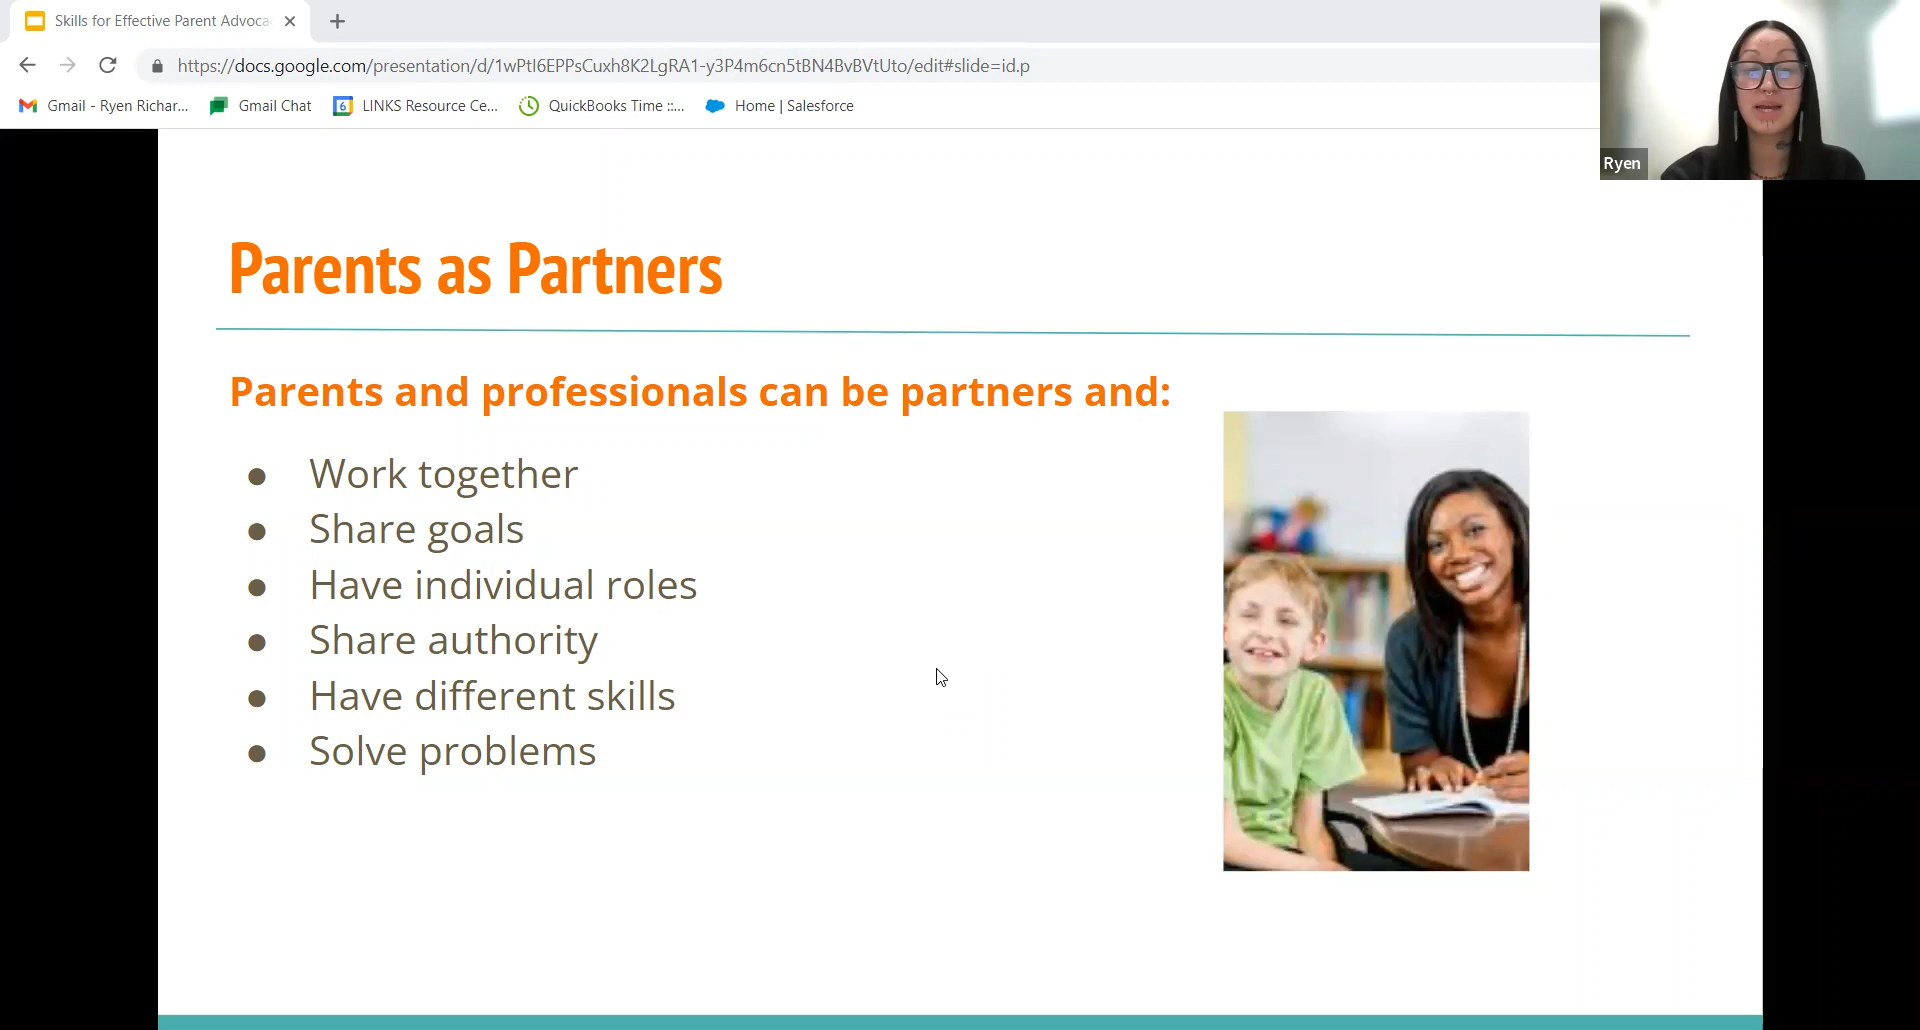 Skills for Effective Parent Advoca
https://docs.google.com/presentation/d/1wPtI6EPPsCuxh8K2LgRA1-y3P4m6cn5tBN4BvBVtUto/edit#slide=id.p
Gmail - Ryen Richar... Gmail Chat 6 LINKS Resource Ce... QuickBooks Time ::... Home | Salesforce
Ryen
Parents as Partners
Parents and professionals can be partners and:
● Work together
● Share goals
● Have individual roles
● Share authority
● Have different skills
● Solve problems